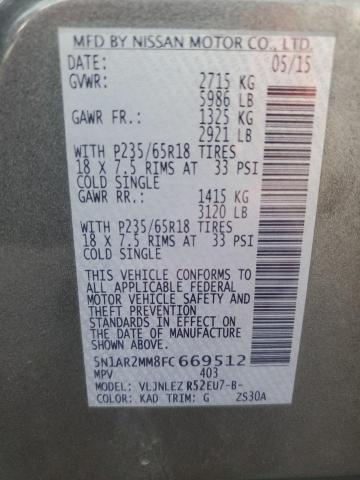 MFD BY NISSAN MOTOR CO., LTD.
DATE: 05/15
GVWR: 2715 KG
5986 LB
GAWR FR.: 1325 KG
2921 LB
WITH P235/65R18 TIRES
18 X 7.5 RIMS AT 33 PSI
COLD SINGLE
GAWR RR.: 1415 KG
3120 LB
WITH P235/65R18 TIRES
18 X 7.5 RIMS AT 33 PSI
COLD SINGLE
THIS VEHICLE CONFORMS TO
ALL APPLICABLE FEDERAL
MOTOR VEHICLE SAFETY AND
THEFT PREVENTION
STANDARDS IN EFFECT ON
THE DATE OF MANUFACTURE
SHOWN ABOVE.
5N1AR2MM8FC669512
MPV 403
MODEL: VLJNLEZ R52EU7-B-
COLOR: KAD TRIM: G ZS30A